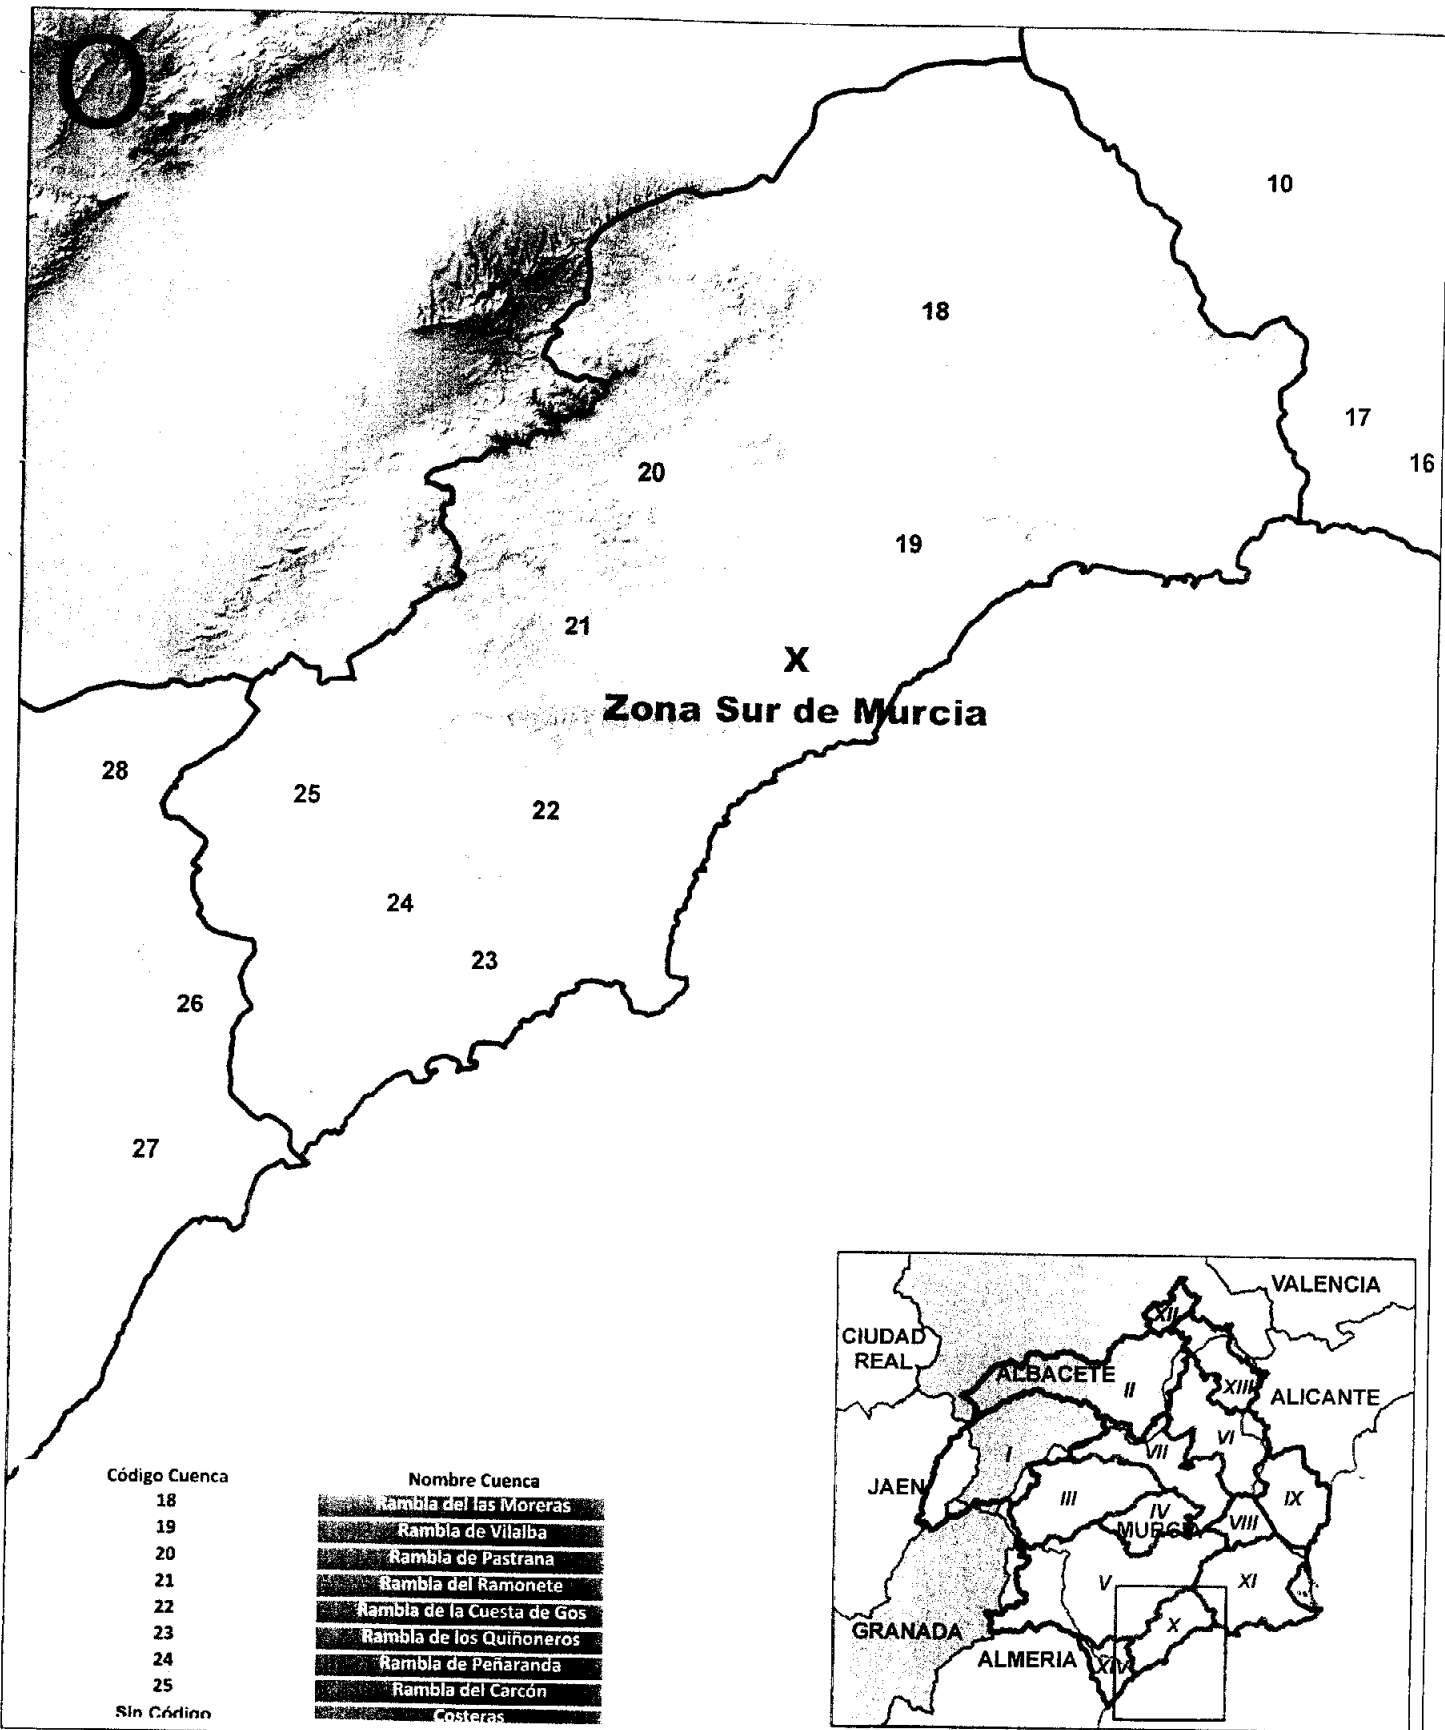 O
10
18
17
16
20
19
21
X
Zona Sur de Murcia
28
25
22
24
23
26
27
Código Cuenca Nombre Cuenca
18 Rambla del las Moreras
19 Rambla de Vilalba
20 Rambla de Pastrana
21 Rambla del Ramonete
22 Rambla de la Cuesta de Gos
23 Rambla de los Quiñoneros
24 Rambla de Peñaranda
25 Rambla del Carcón
Sin Código Costeras
VALENCIA
XII
CIUDAD
REAL
ALBACETE
II
XIII
ALICANTE
VI
VII
I
JAEN
III
IX
IV
VIII
MURCIA
V
XI
X
GRANADA
ALMERIA
XIV